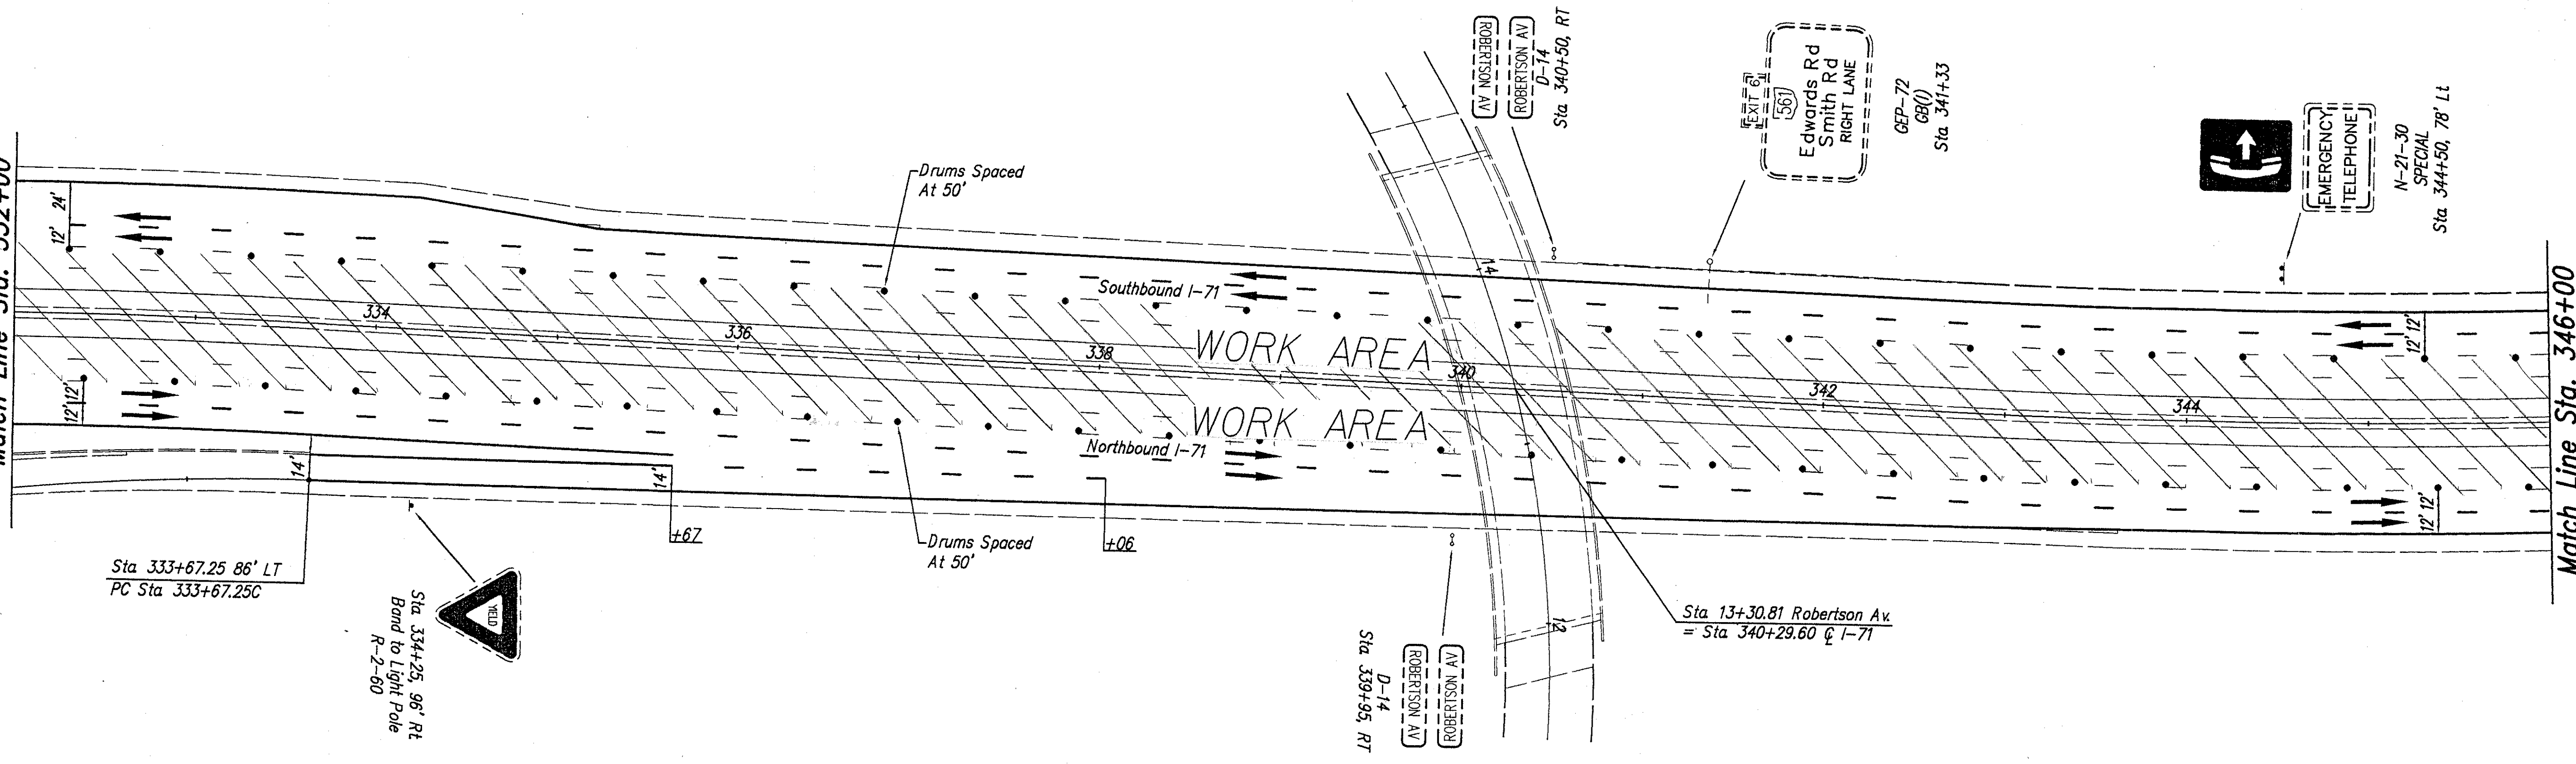 Match Line Sta. 332+00
24'
12'
12'
12'
Drums Spaced
At 50'
334
336
338
340
342
344
Southbound I-71
Northbound I-71
WORK AREA
WORK AREA
14'
14'
+67
+06
Sta 333+67.25 86' LT
PC Sta 333+67.25C
YIELD
Sta 334+25, 96' Rt
Band to Light Pole
R-2-60
Drums Spaced
At 50'
ROBERTSON AV
ROBERTSON AV
D-14
Sta 340+50, RT
14
12
ROBERTSON AV
ROBERTSON AV
D-14
Sta 339+95, RT
Sta 13+30.81 Robertson Av.
= Sta 340+29.60 ℄ I-71
EXIT 6
561
Edwards Rd
Smith Rd
RIGHT LANE
GEP-72
GB(1)
Sta 341+33
EMERGENCY
TELEPHONE
N-21-30
SPECIAL
Sta 344+50, 78' Lt
12'
12'
12'
12'
Match Line Sta. 346+00